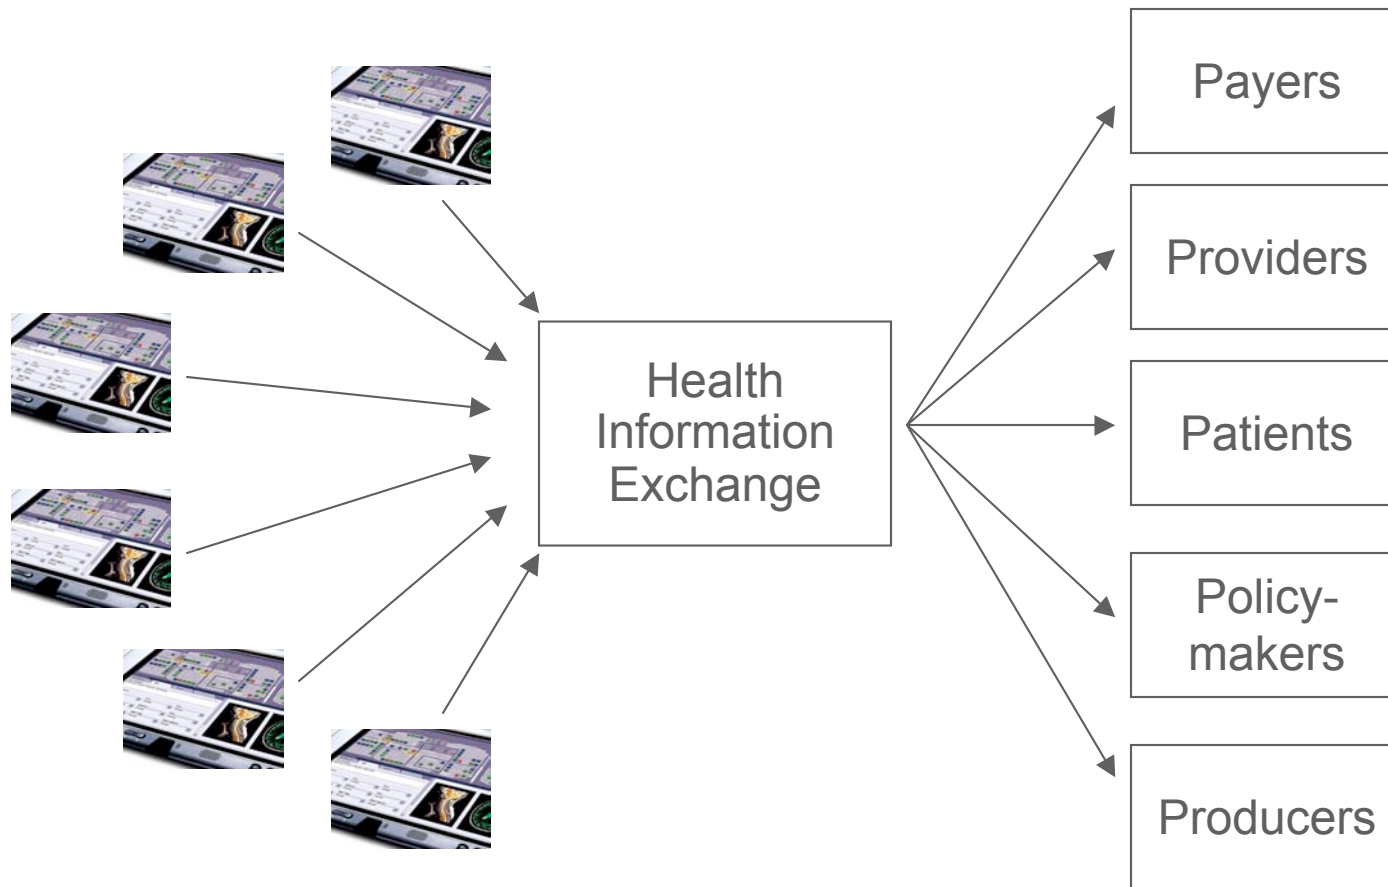 Health
Information
Exchange
Payers
Providers
Patients
Policy-
makers
Producers